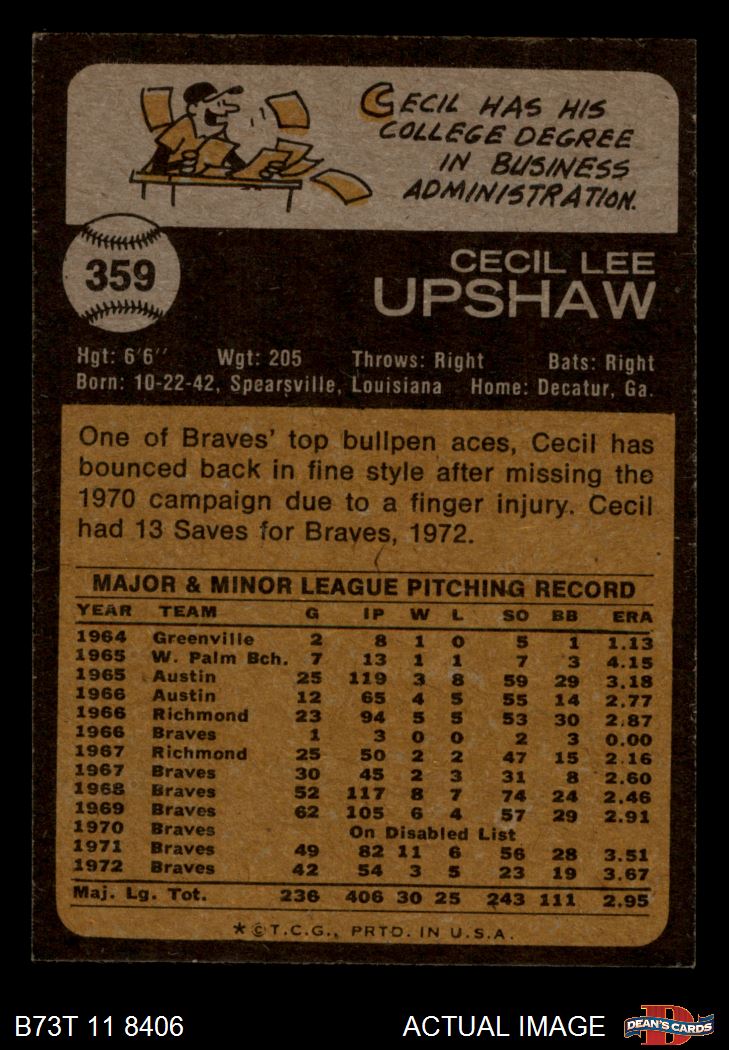 CECIL HAS HIS
COLLEGE DEGREE
IN BUSINESS
ADMINISTRATION.
359
CECIL LEE
UPSHAW
Hgt: 6'6" Wgt: 205 Throws: Right Bats: Right
Born: 10-22-42, Spearsville, Louisiana Home: Decatur, Ga.
One of Braves' top bullpen aces, Cecil has
bounced back in fine style after missing the
1970 campaign due to a finger injury. Cecil
had 13 Saves for Braves, 1972.
MAJOR & MINOR LEAGUE PITCHING RECORD
YEAR TEAM G IP W L SO BB ERA
1964 Greenville 2 8 1 0 5 1 1.13
1965 W. Palm Bch. 7 13 1 1 7 3 4.15
1965 Austin 25 119 3 8 59 29 3.18
1966 Austin 12 65 4 5 55 14 2.77
1966 Richmond 23 94 5 5 53 30 2.87
1966 Braves 1 3 0 0 2 3 0.00
1967 Richmond 25 50 2 2 47 15 2.16
1967 Braves 30 45 2 3 31 8 2.60
1968 Braves 52 117 8 7 74 24 2.46
1969 Braves 62 105 6 4 57 29 2.91
1970 Braves On Disabled List
1971 Braves 49 82 11 6 56 28 3.51
1972 Braves 42 54 3 5 23 19 3.67
Maj. Lg. Tot. 236 406 30 25 243 111 2.95
*©T.C.G., PRTD. IN U.S.A.
B73T 11 8406 ACTUAL IMAGE DEAN'S CARDS